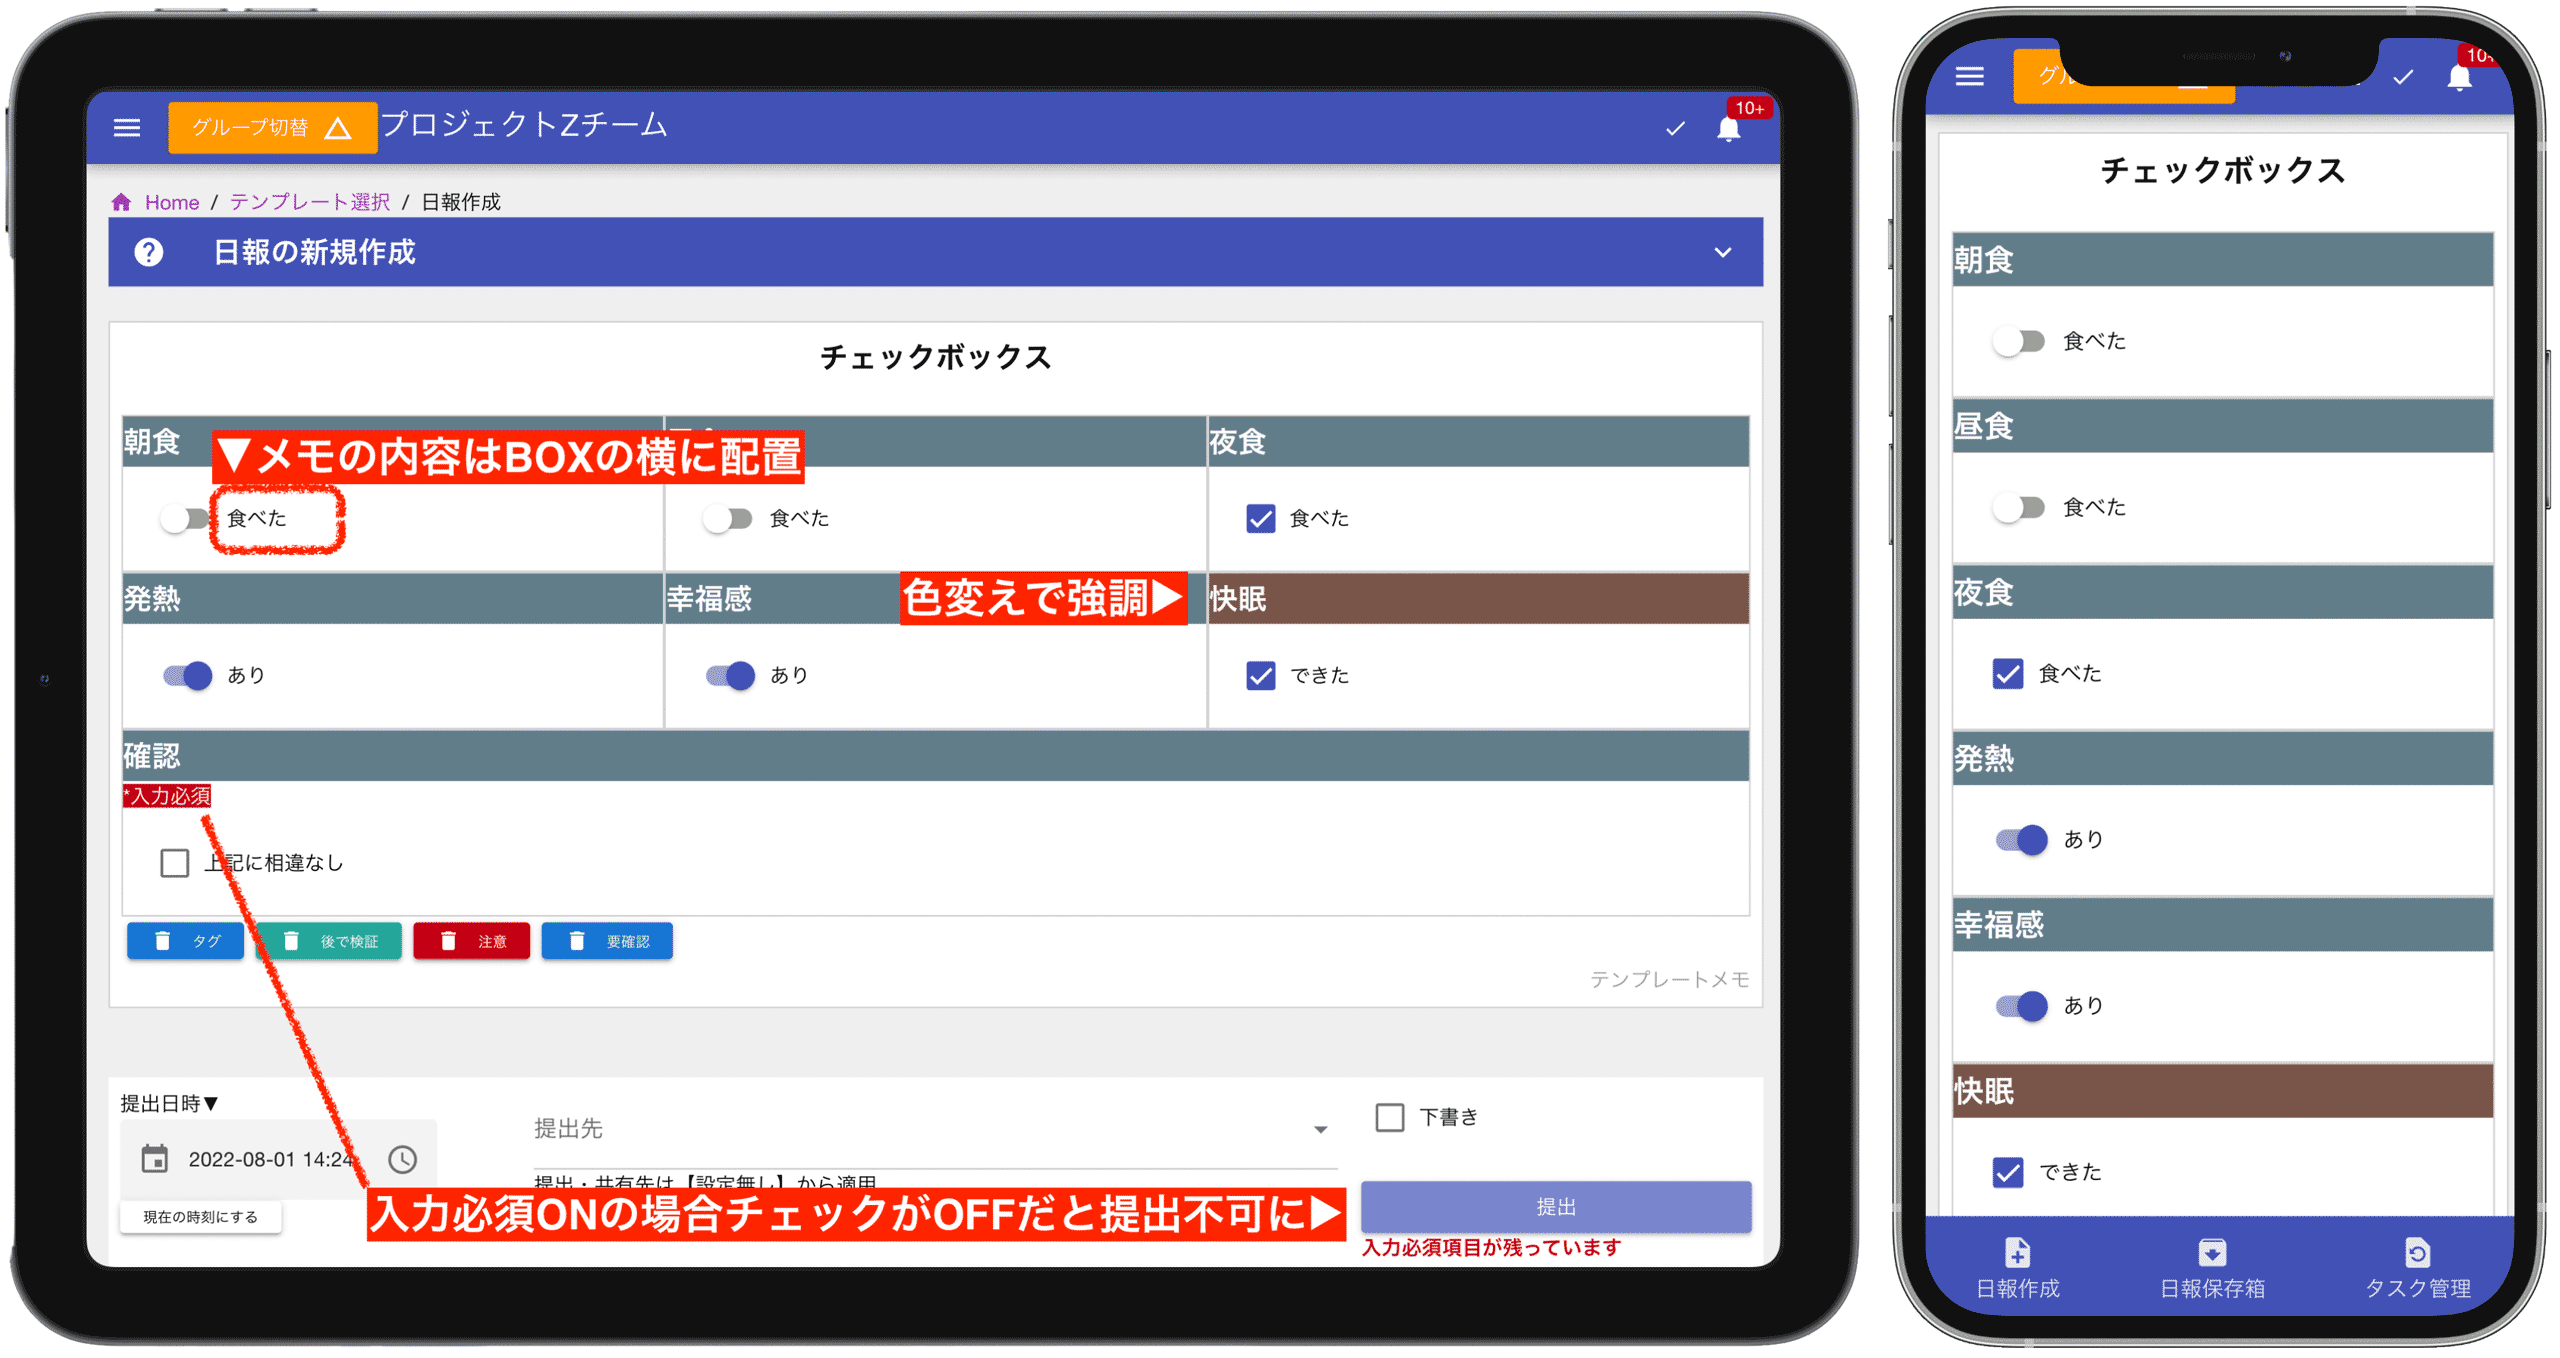 グループ切替
プロジェクトZチーム
10+
Home / テンプレート選択 / 日報作成
日報の新規作成
チェックボックス
朝食
▼メモの内容はBOXの横に配置
夜食
食べた
食べた
食べた
発熱
幸福感
色変えで強調▶
快眠
あり
あり
できた
確認
*入力必須
上記に相違なし
タグ
後で検証
注意
要確認
テンプレートメモ
提出日時▼
2022-08-01 14:24
現在の時刻にする
提出先
提出・共有先は【設定無し】から適用
入力必須ONの場合チェックがOFFだと提出不可に▶
下書き
提出
入力必須項目が残っています
10+
チェックボックス
朝食
食べた
昼食
食べた
夜食
食べた
発熱
あり
幸福感
あり
快眠
できた
日報作成
日報保存箱
タスク管理